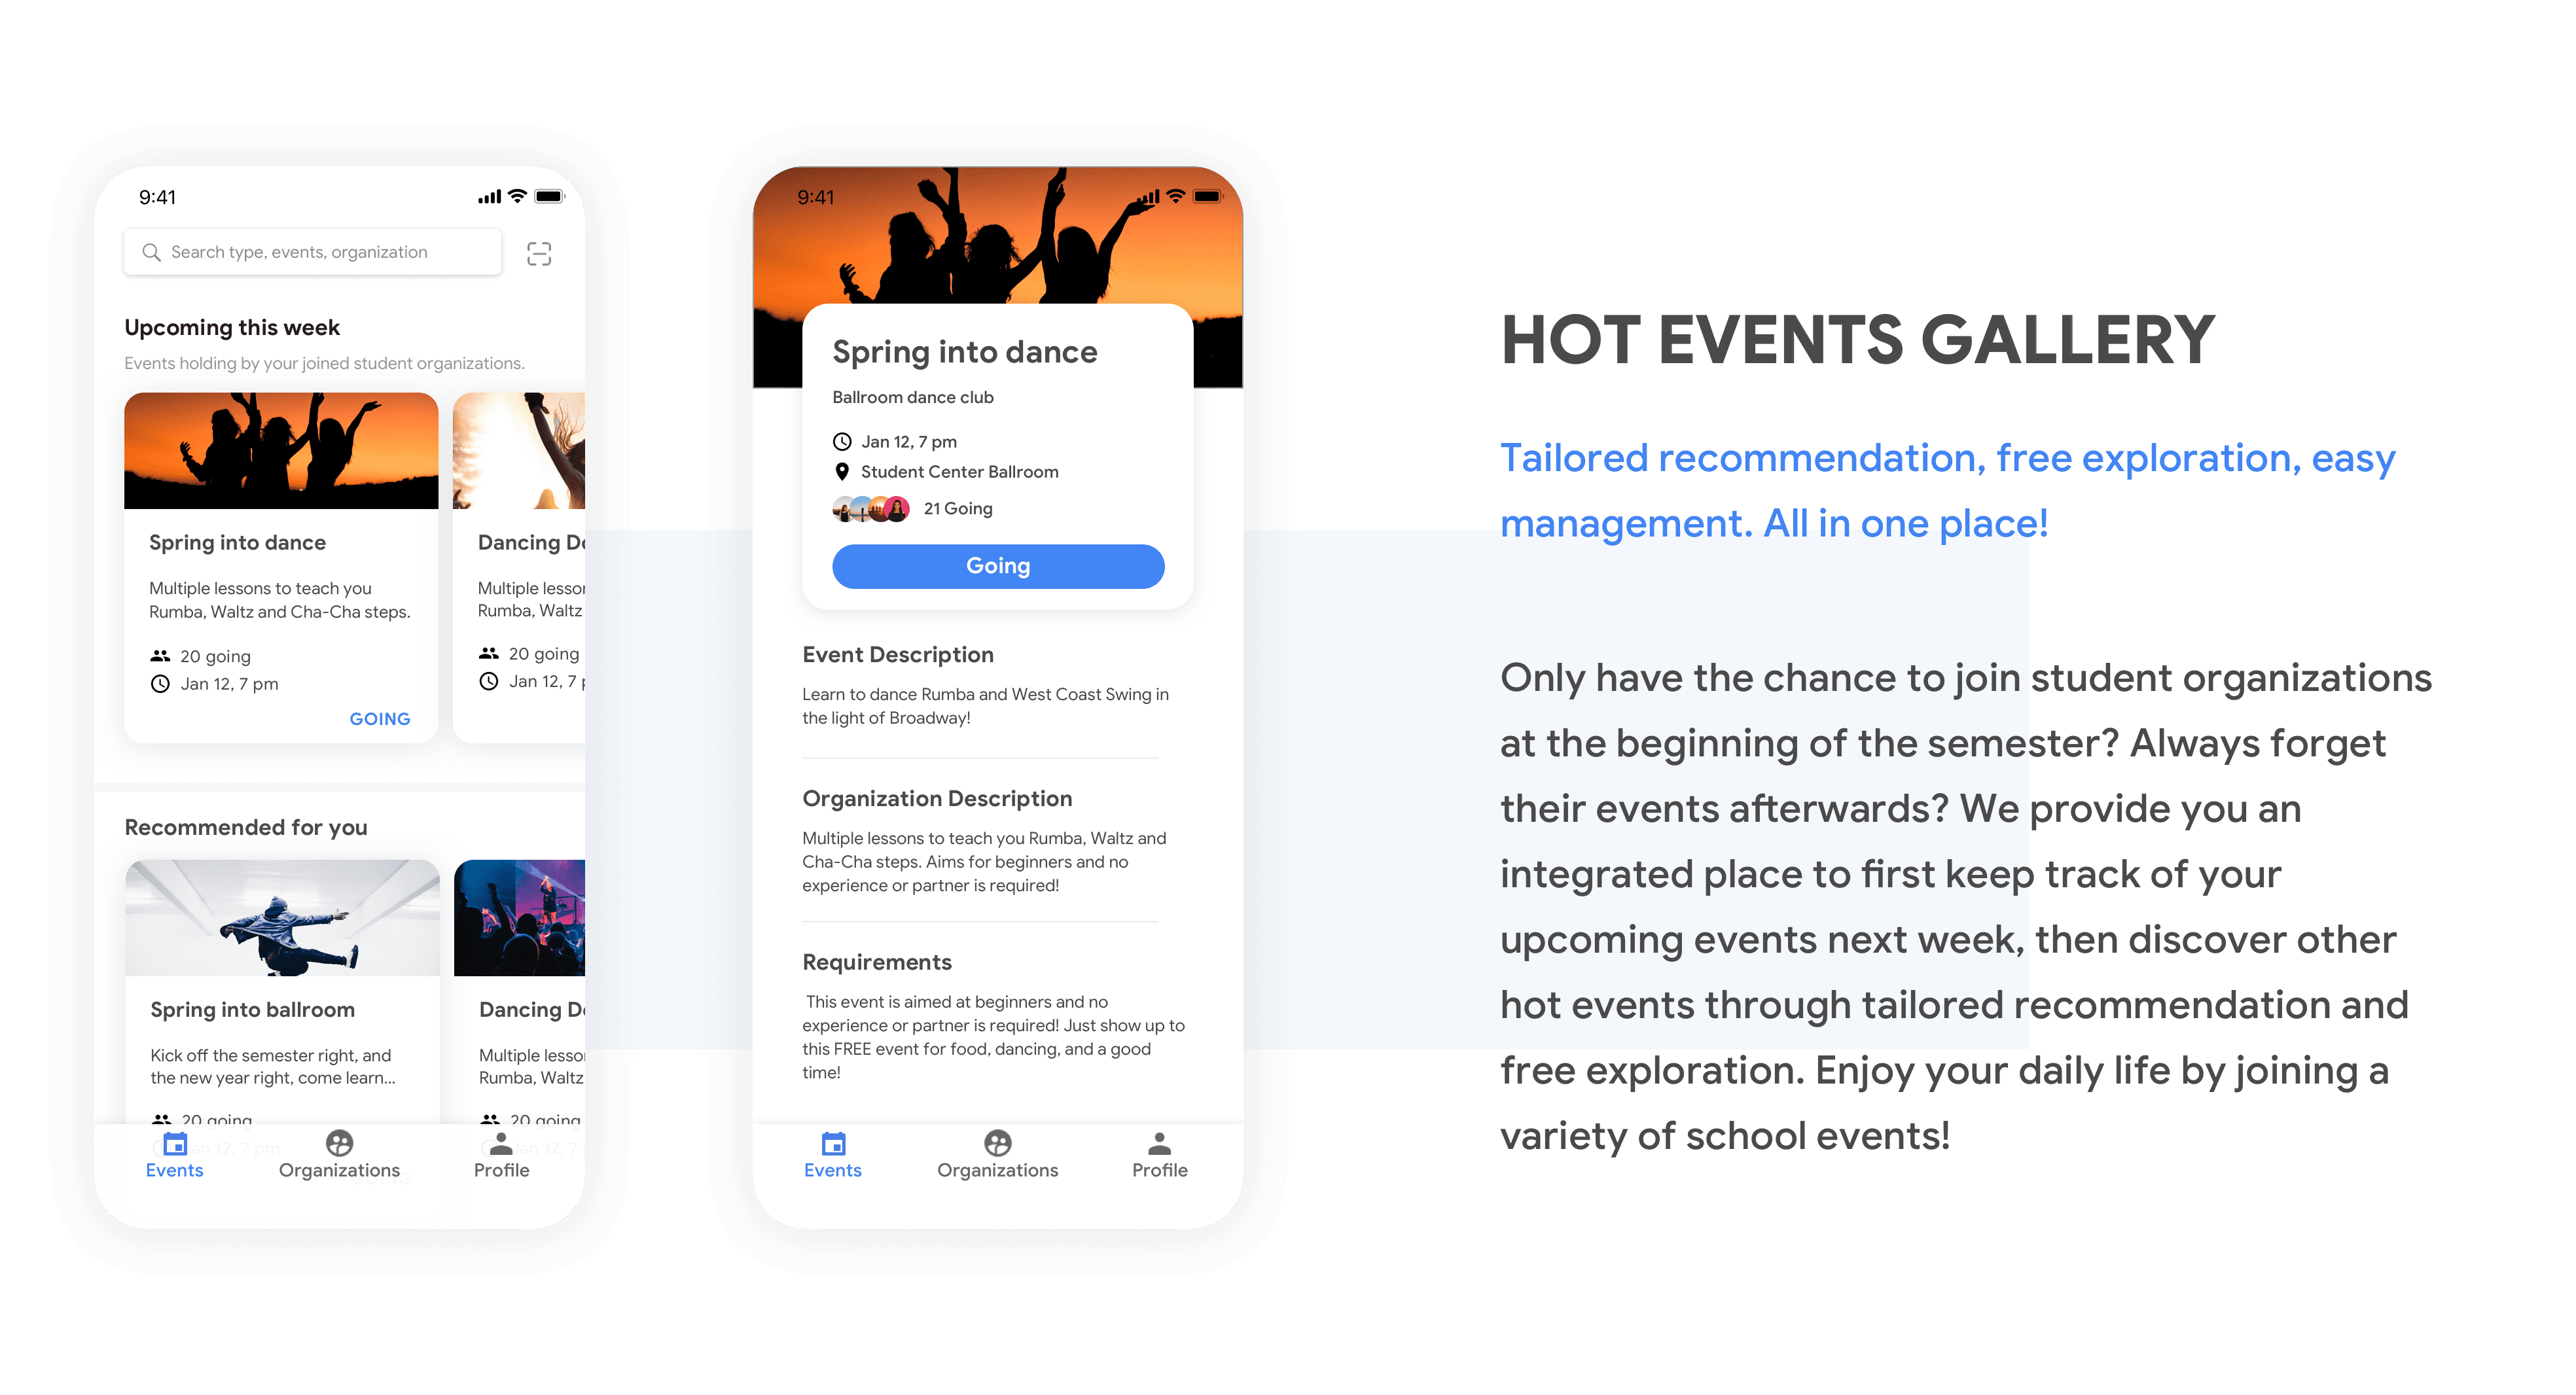 9:41
Search type, events, organization
Upcoming this week
Events holding by your joined student organizations.
Spring into dance
Multiple lessons to teach you
Rumba, Waltz and Cha-Cha steps.
20 going
Jan 12, 7 pm
GOING
Dancing D
Multiple lesso
Rumba, Waltz
20 going
Jan 12, 7 p
Recommended for you
Spring into ballroom
Kick off the semester right, and
the new year right, come learn...
20 going
Jan 12, 7 pm
Dancing D
Multiple lesso
Rumba, Waltz
20 going
Jan 12, 7
Events
Organizations
Profile
9:41
Spring into dance
Ballroom dance club
Jan 12, 7 pm
Student Center Ballroom
21 Going
Going
Event Description
Learn to dance Rumba and West Coast Swing in
the light of Broadway!
Organization Description
Multiple lessons to teach you Rumba, Waltz and
Cha-Cha steps. Aims for beginners and no
experience or partner is required!
Requirements
This event is aimed at beginners and no
experience or partner is required! Just show up to
this FREE event for food, dancing, and a good
time!
Events
Organizations
Profile
HOT EVENTS GALLERY
Tailored recommendation, free exploration, easy
management. All in one place!
Only have the chance to join student organizations
at the beginning of the semester? Always forget
their events afterwards? We provide you an
integrated place to first keep track of your
upcoming events next week, then discover other
hot events through tailored recommendation and
free exploration. Enjoy your daily life by joining a
variety of school events!